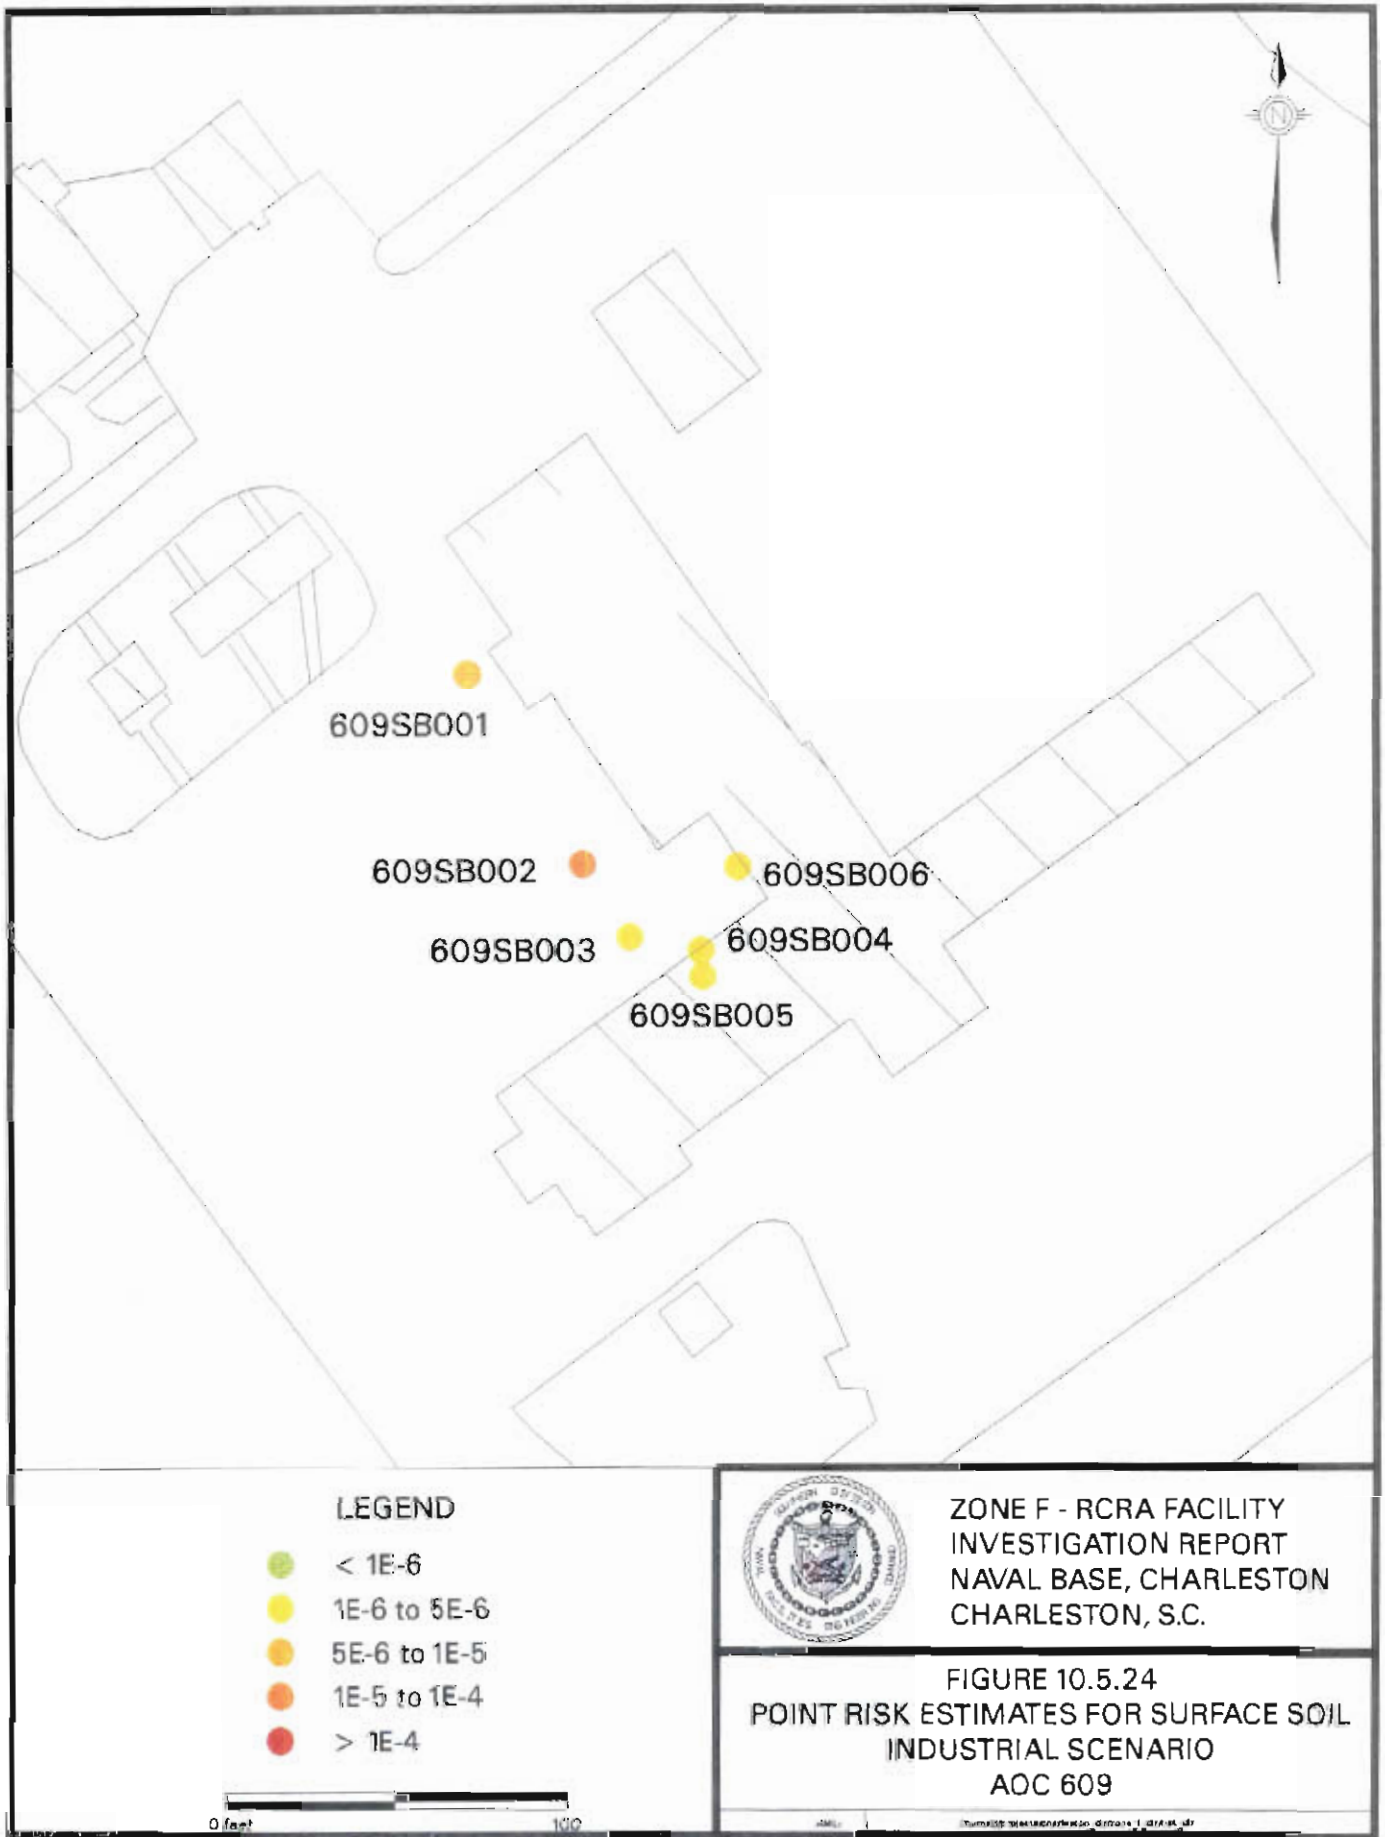 N
609SB001
609SB002
609SB006
609SB003
609SB004
609SB005
LEGEND
< 1E-6
1E-6 to 5E-6
5E-6 to 1E-5
1E-5 to 1E-4
> 1E-4
0 feet 100
ZONE F - RCRA FACILITY
INVESTIGATION REPORT
NAVAL BASE, CHARLESTON
CHARLESTON, S.C.
FIGURE 10.5.24
POINT RISK ESTIMATES FOR SURFACE SOIL
INDUSTRIAL SCENARIO
AOC 609